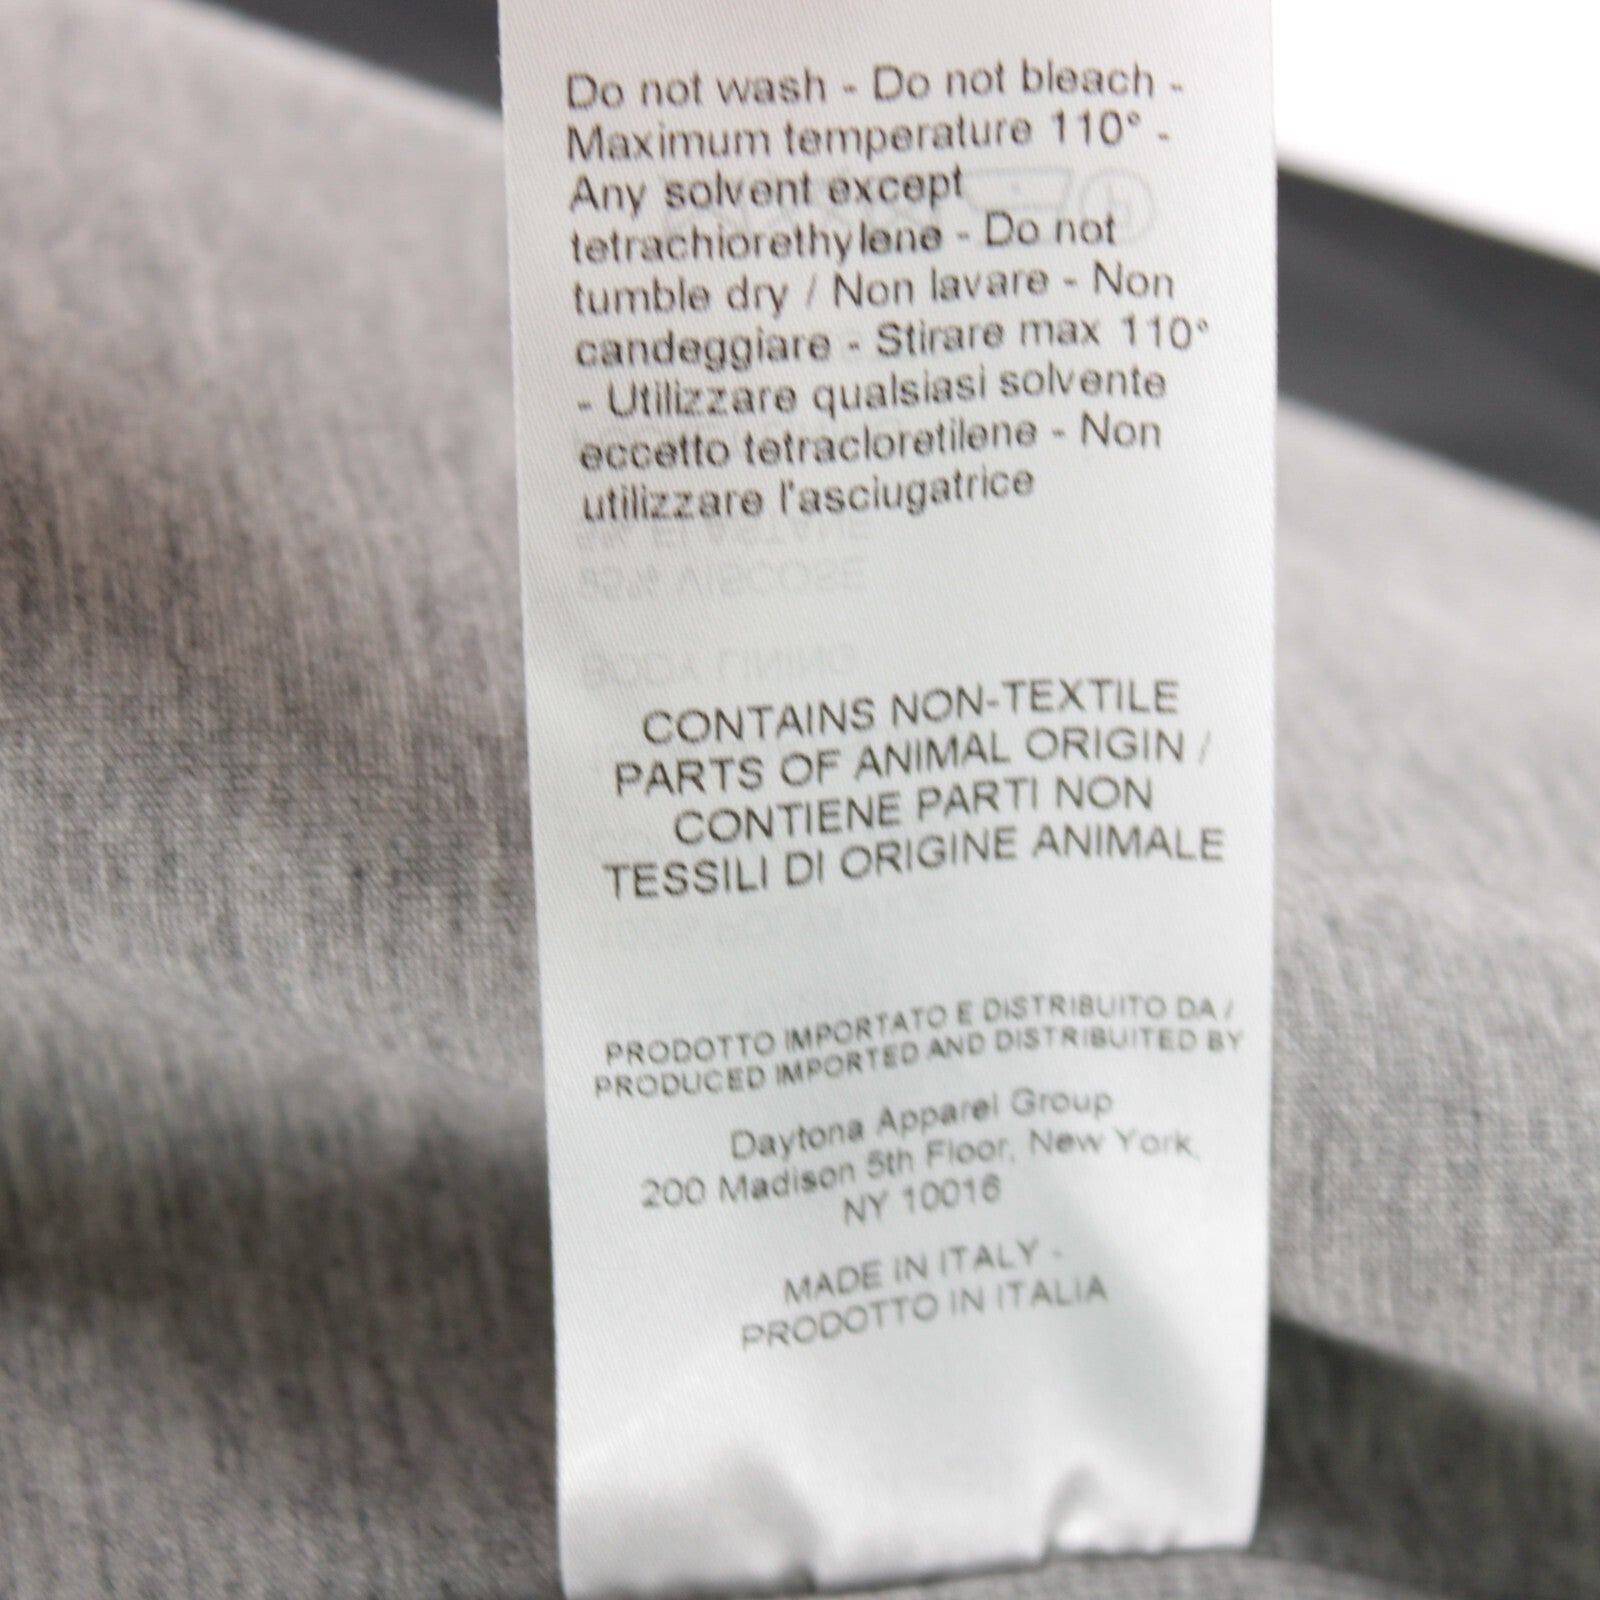 Do not wash - Do not bleach -
Maximum temperature 110° -
Any solvent except
tetrachiorethylene - Do not
tumble dry / Non lavare - Non
candeggiare - Stirare max 110°
- Utilizzare qualsiasi solvente
eccetto tetracloretilene - Non
utilizzare l'asciugatrice
CONTAINS NON-TEXTILE
PARTS OF ANIMAL ORIGIN /
CONTIENE PARTI NON
TESSILI DI ORIGINE ANIMALE
PRODOTTO IMPORTATO E DISTRIBUITO DA /
PRODUCED IMPORTED AND DISTRIBUITED BY
Daytona Apparel Group
200 Madison 5th Floor, New York,
NY 10016
MADE IN ITALY -
PRODOTTO IN ITALIA